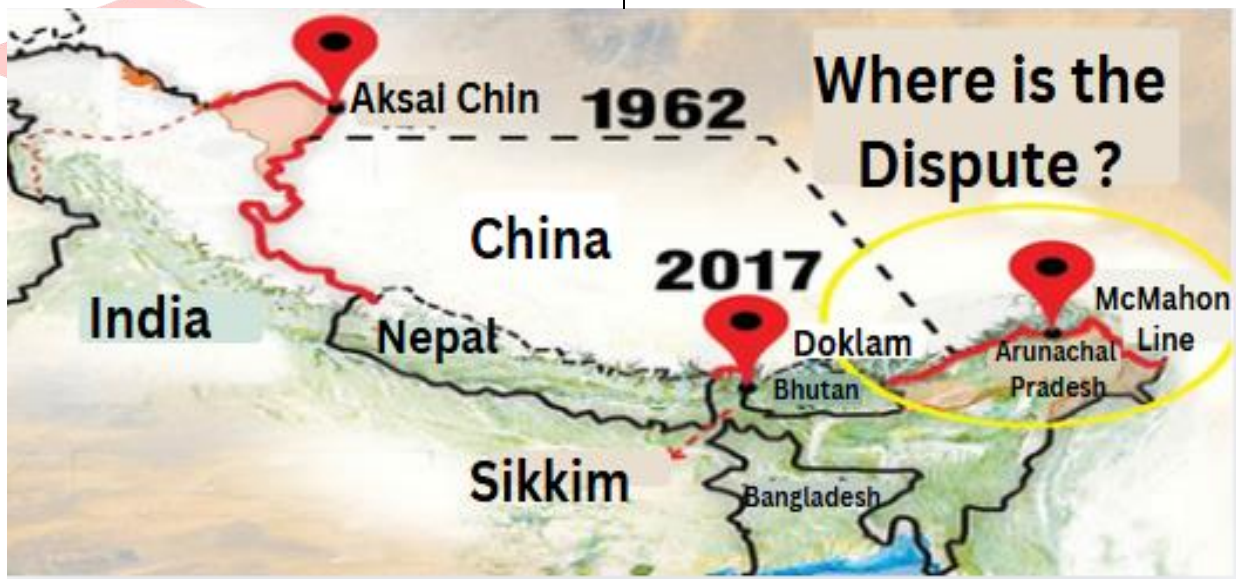 Where is the
Dispute ?
Aksai Chin
1962
China
2017
McMahon
Line
India
Nepal
Doklam
Arunachal
Pradesh
Bhutan
Sikkim
Bangladesh